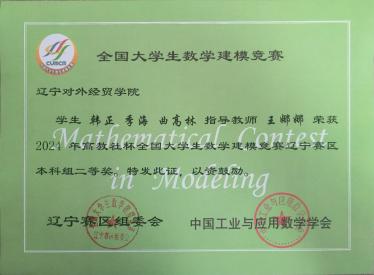 CUMCM
全国大学生数学建模竞赛
辽宁对外经贸学院
学生 韩正 李海 曲高林 指导教师 王娜娜 荣获
2021 年高教社杯全国大学生数学建模竞赛辽宁赛区
本科组二等奖。特发此证,以资鼓励。
Mathematical Contest
in Modeling
辽宁赛区组委会
中国工业与应用数学学会